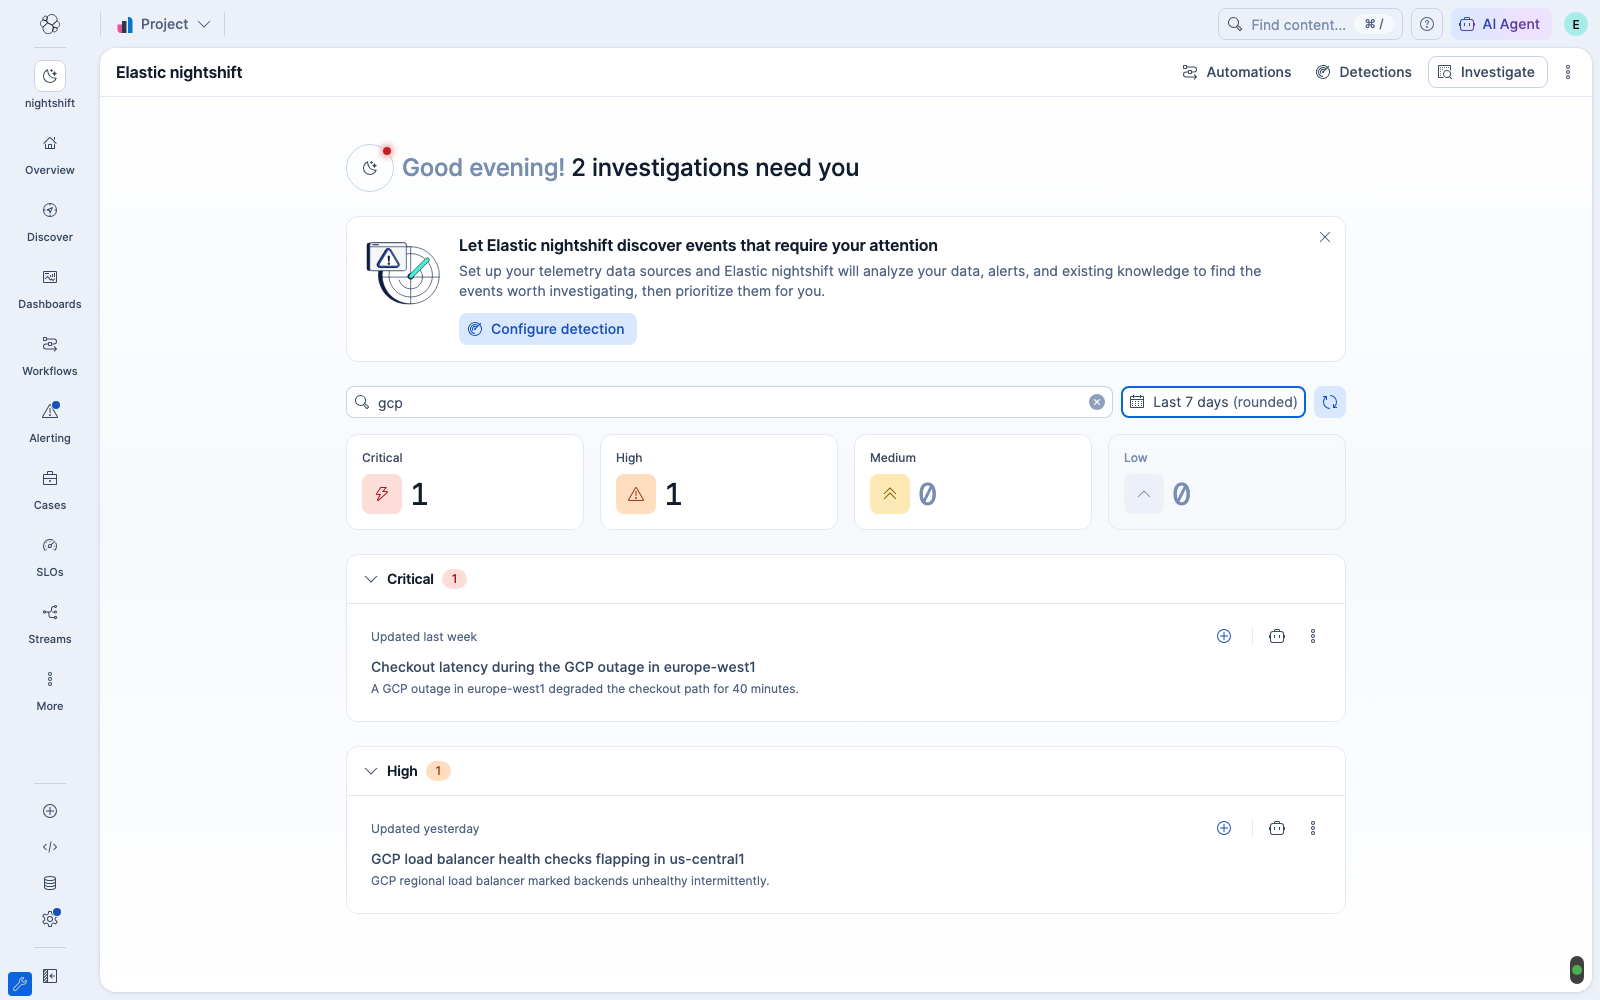 Project
Find content... ⌘ /
AI Agent
E
nightshift
Overview
Discover
Dashboards
Workflows
Alerting
Cases
SLOs
Streams
More
Elastic nightshift
Automations
Detections
Investigate
Good evening! 2 investigations need you
Let Elastic nightshift discover events that require your attention
Set up your telemetry data sources and Elastic nightshift will analyze your data, alerts, and existing knowledge to find the
events worth investigating, then prioritize them for you.
Configure detection
gcp
Last 7 days (rounded)
Critical
1
High
1
Medium
0
Low
0
Critical 1
Updated last week
Checkout latency during the GCP outage in europe-west1
A GCP outage in europe-west1 degraded the checkout path for 40 minutes.
High 1
Updated yesterday
GCP load balancer health checks flapping in us-central1
GCP regional load balancer marked backends unhealthy intermittently.